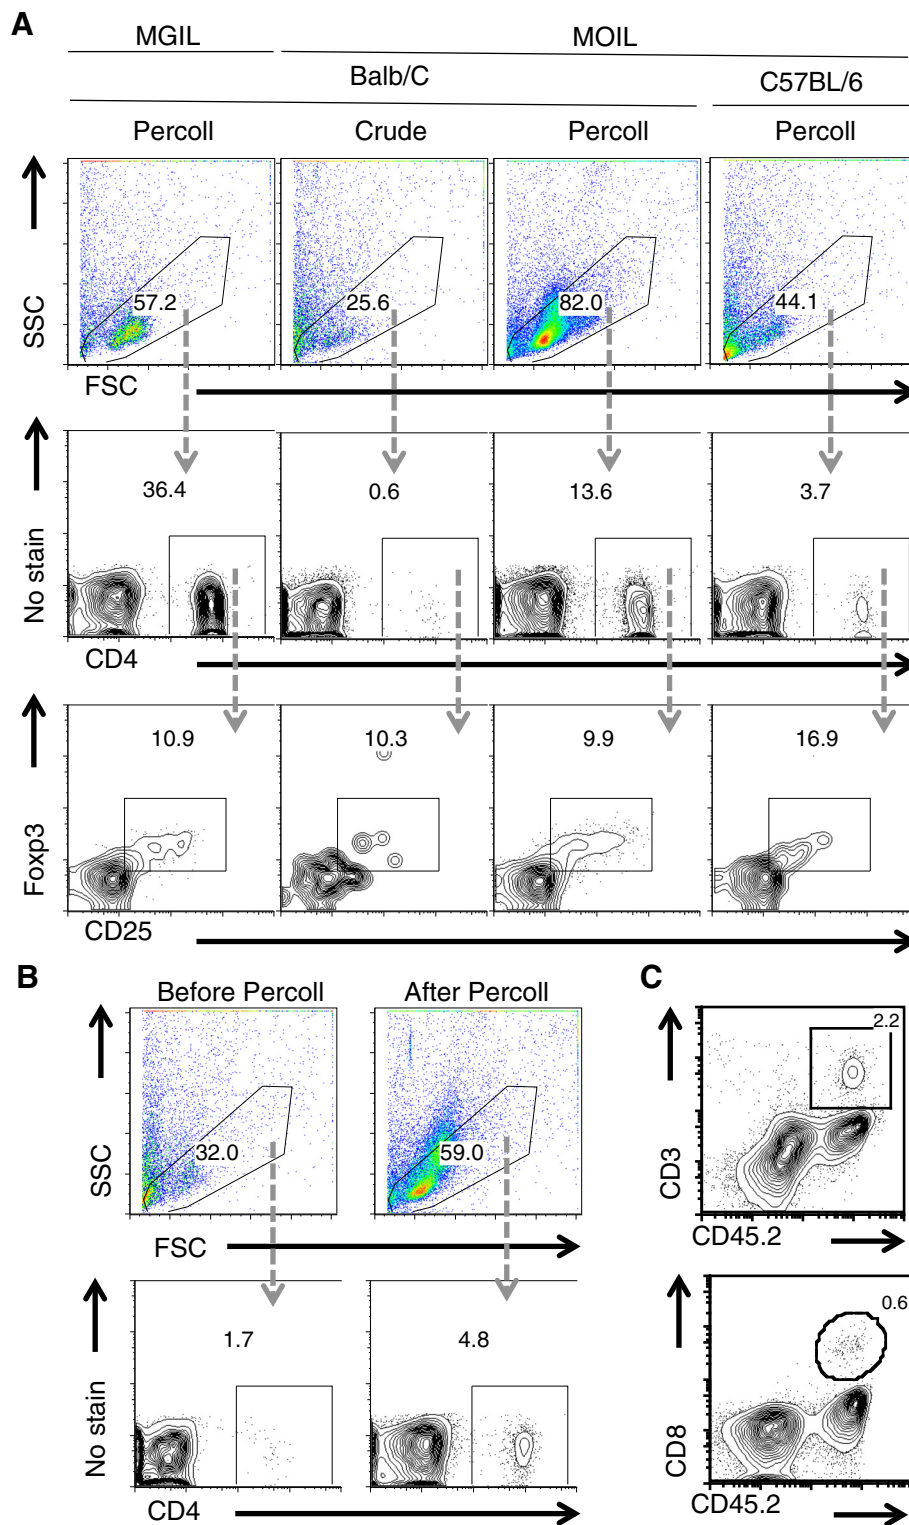 A
MGIL MOIL
Balb/C C57BL/6
Percoll Crude Percoll Percoll
SSC
57.2 25.6 82.0 44.1
FSC
No stain
36.4 0.6 13.6 3.7
CD4
Foxp3
10.9 10.3 9.9 16.9
CD25
B
Before Percoll After Percoll
SSC
32.0 59.0
FSC
No stain
1.7 4.8
CD4
C
2.2
CD3
CD45.2
0.6
CD8
CD45.2